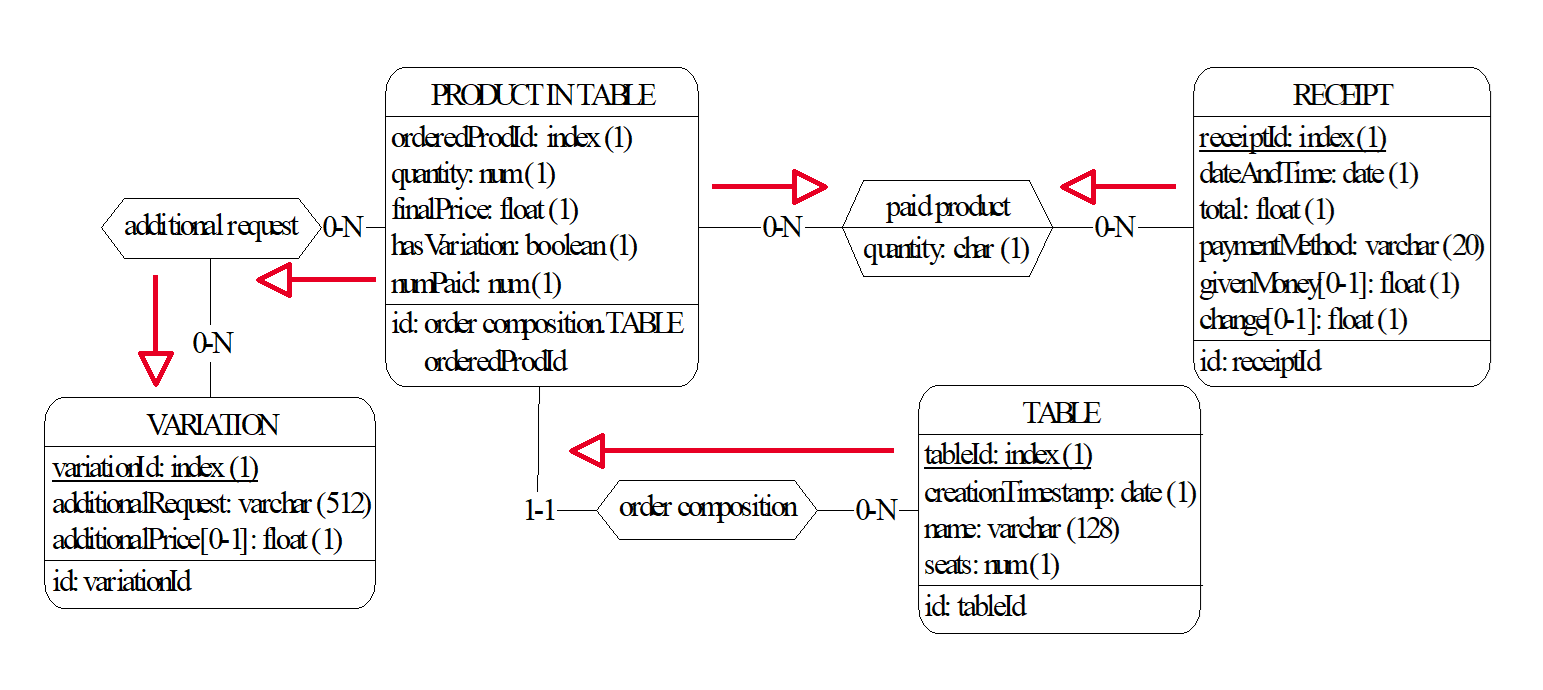 PRODUCT IN TABLE
orderedProdId: index (1)
quantity: num (1)
finalPrice: float (1)
hasVariation: boolean (1)
numPaid: num (1)
id: order composition.TABLE
orderedProdId
additional request
0-N
0-N
0-N
paid product
quantity: char (1)
0-N
RECEIPT
receiptId: index (1)
dateAndTime: date (1)
total: float (1)
paymentMethod: varchar (20)
givenMoney[0-1]: float (1)
change[0-1]: float (1)
id: receiptId
VARIATION
variationId: index (1)
additionalRequest: varchar (512)
additionalPrice[0-1]: float (1)
id: variationId
1-1
order composition
0-N
TABLE
tableId: index (1)
creationTimestamp: date (1)
name: varchar (128)
seats: num (1)
id: tableId